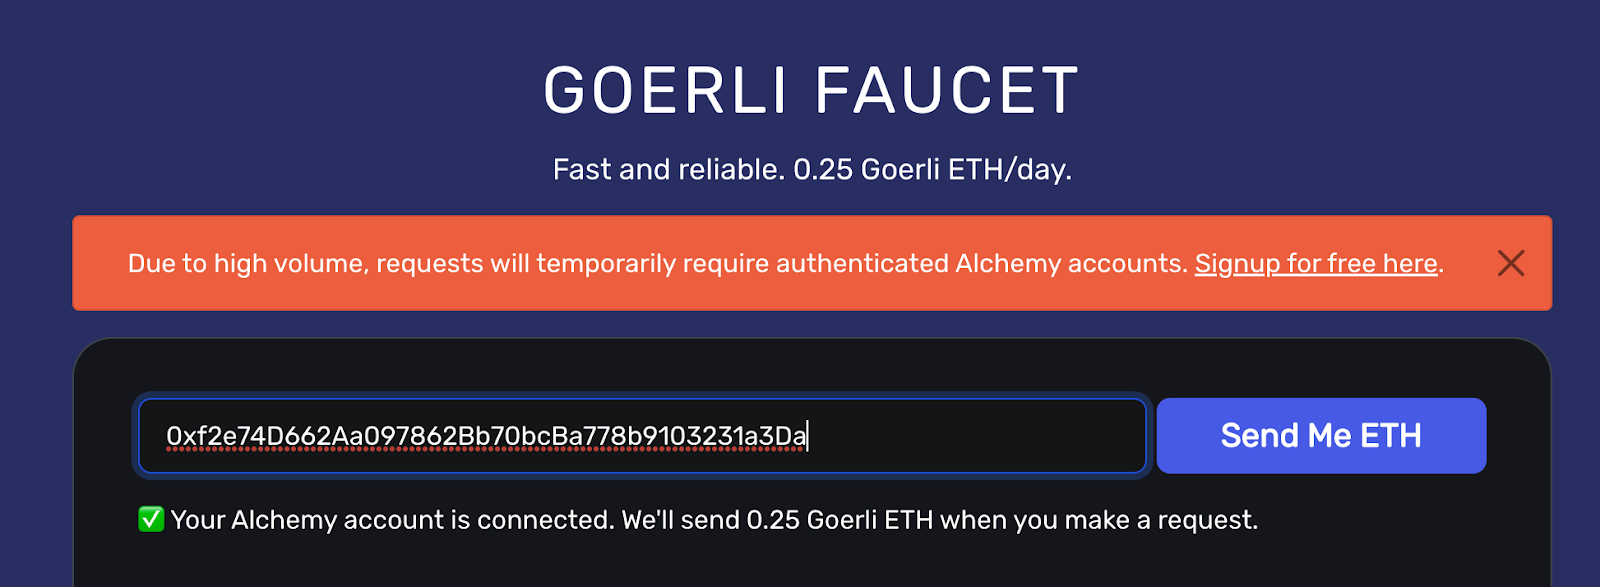 GOERLI FAUCET
Fast and reliable. 0.25 Goerli ETH/day.
Due to high volume, requests will temporarily require authenticated Alchemy accounts. Signup for free here.
0xf2e74D662Aa097862Bb70bcBa778b9103231a3Da
Send Me ETH
✅ Your Alchemy account is connected. We'll send 0.25 Goerli ETH when you make a request.